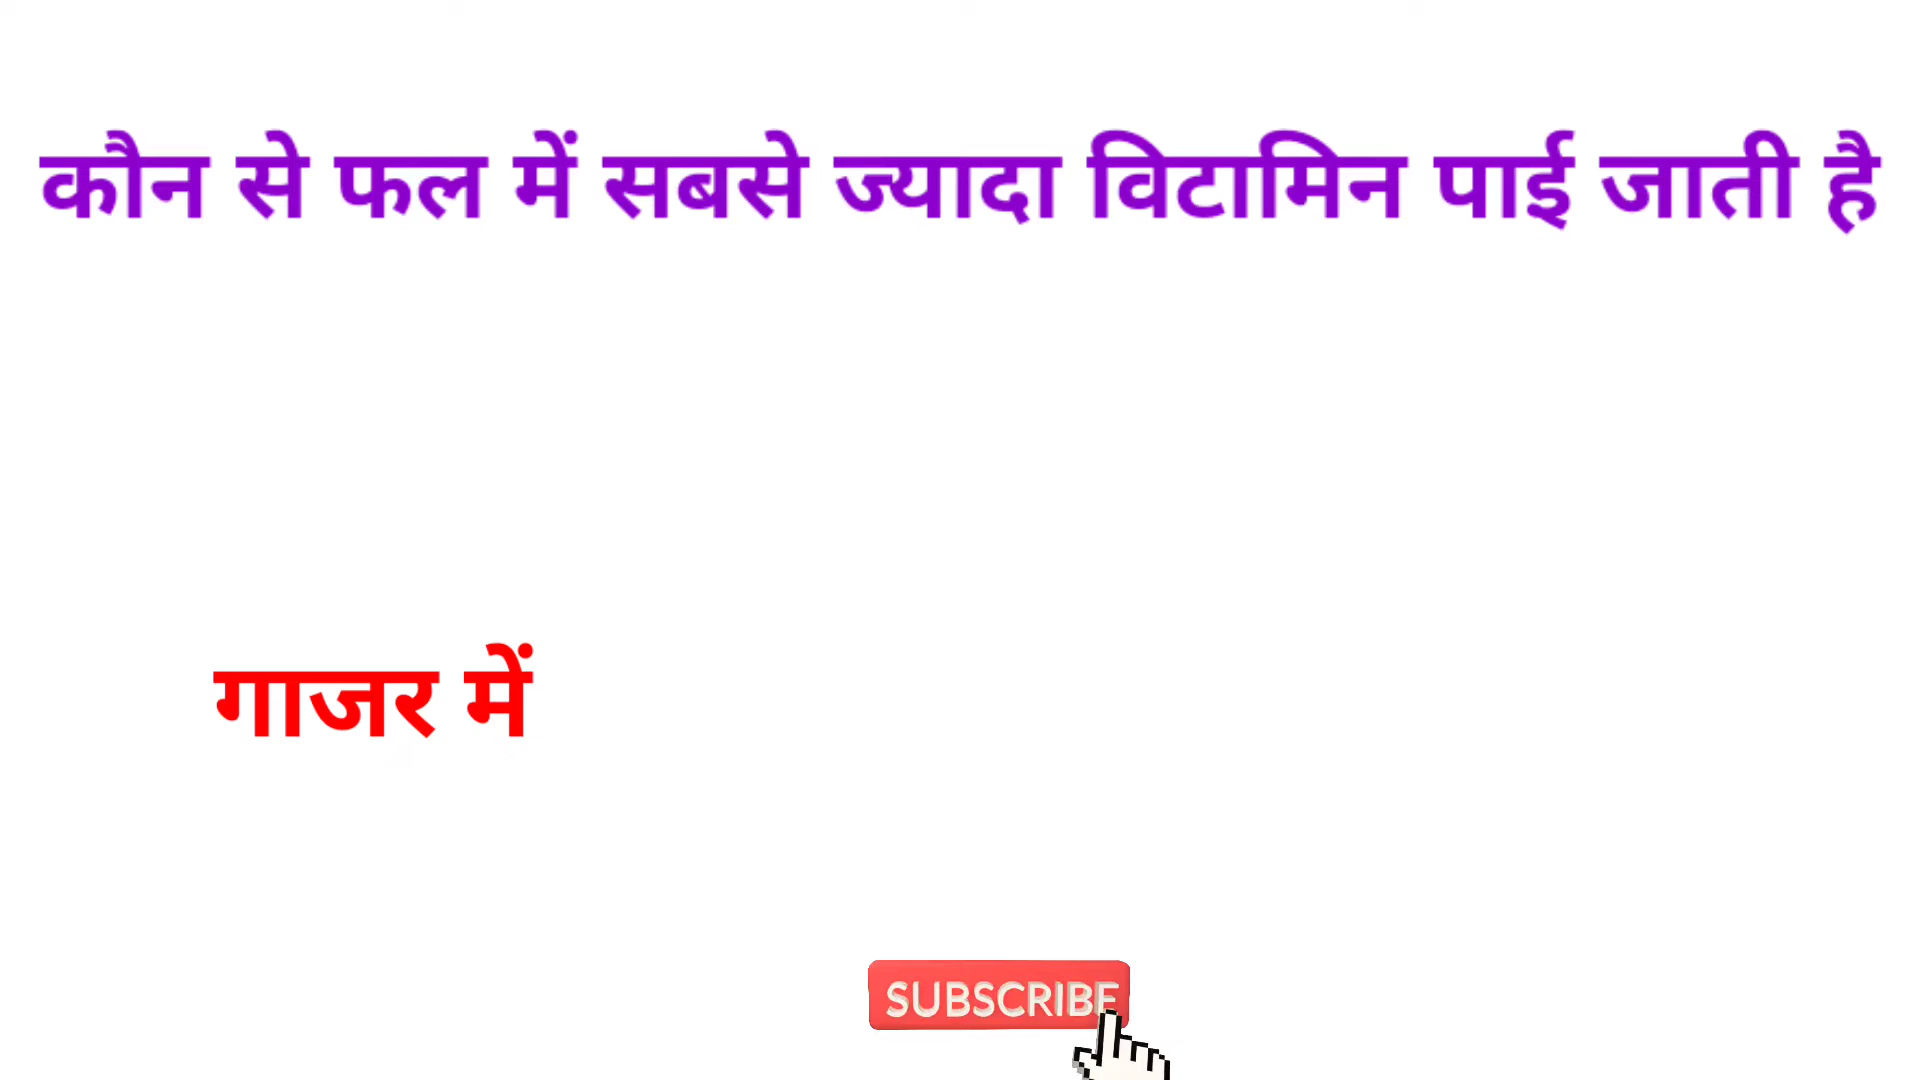 कौन से फल में सबसे ज्यादा विटामिन पाई जाती है
गाजर में
SUBSCRIBE